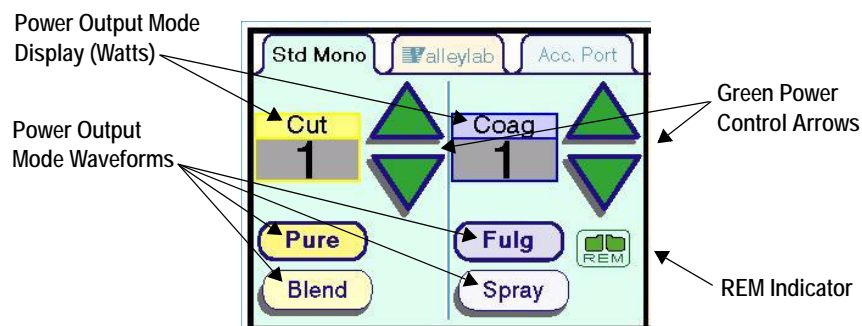 Power Output Mode
Display (Watts)
Power Output
Mode Waveforms
Std Mono
Valleylab
Acc. Port
Cut
1
Coag
1
Pure
Blend
Fulg
Spray
REM
Green Power
Control Arrows
REM Indicator